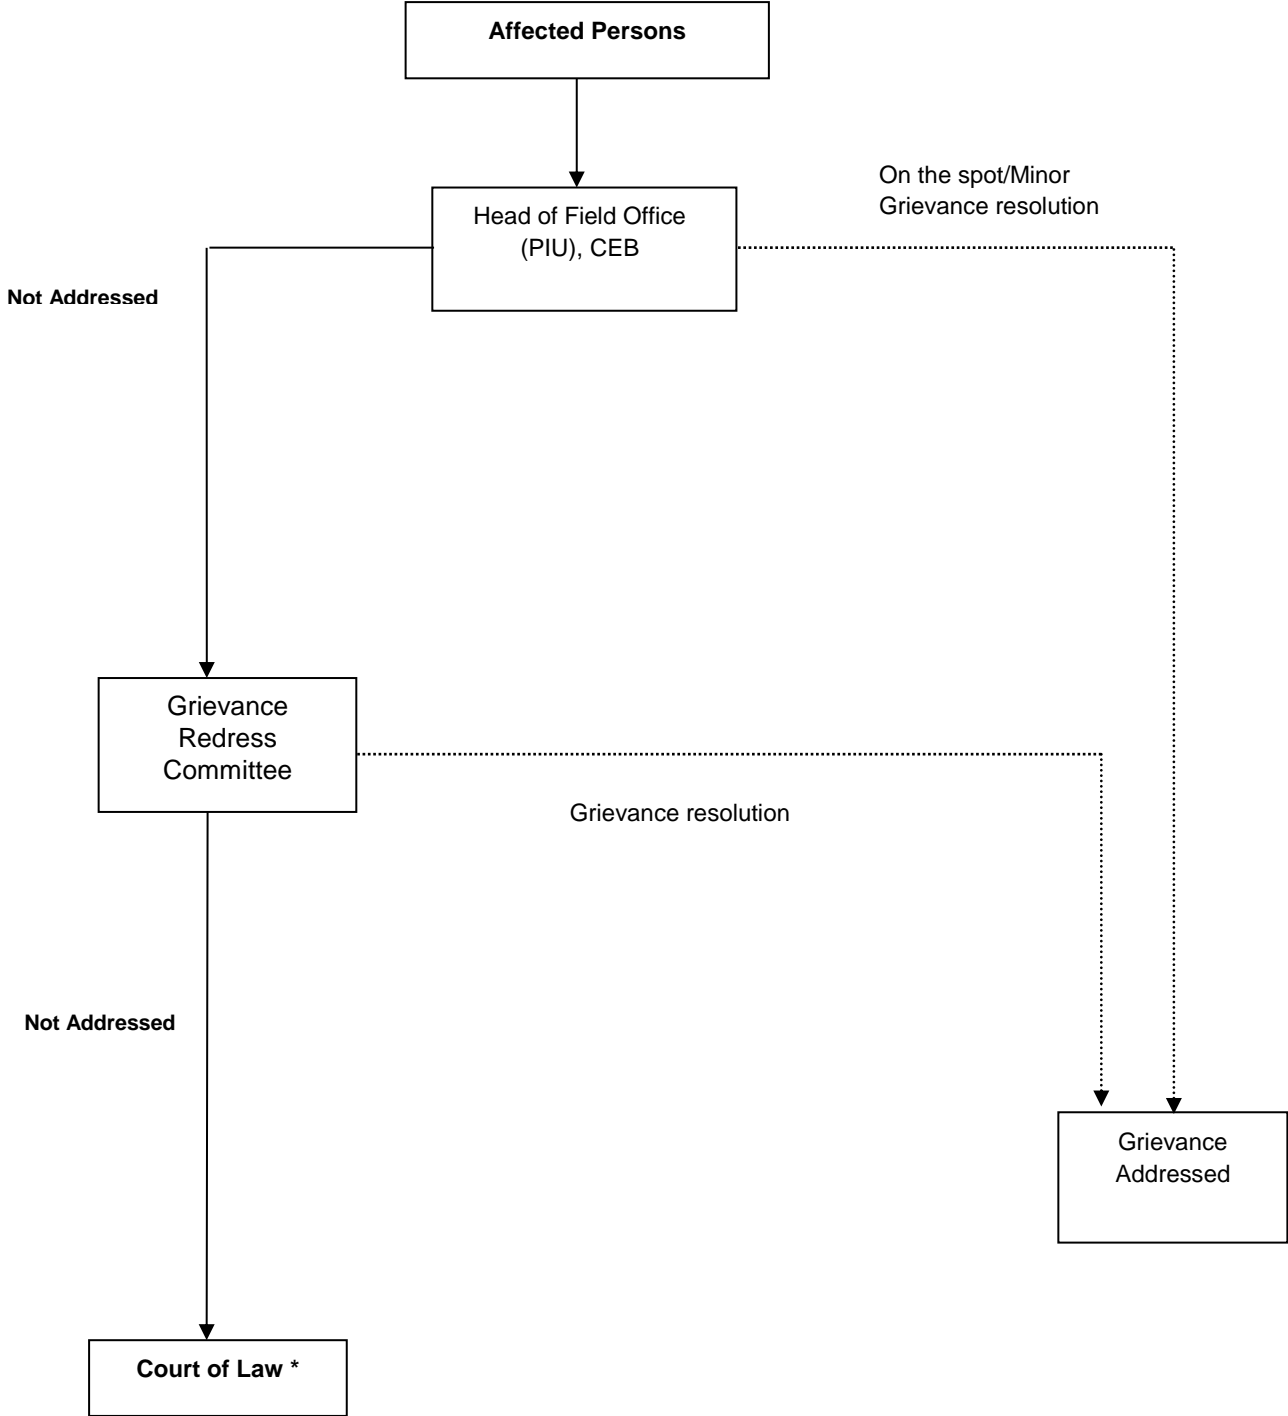 Affected Persons
On the spot/Minor
Grievance resolution
Head of Field Office
(PIU), CEB
Not Addressed
Grievance
Redress
Committee
Grievance resolution
Not Addressed
Grievance
Addressed
Court of Law *